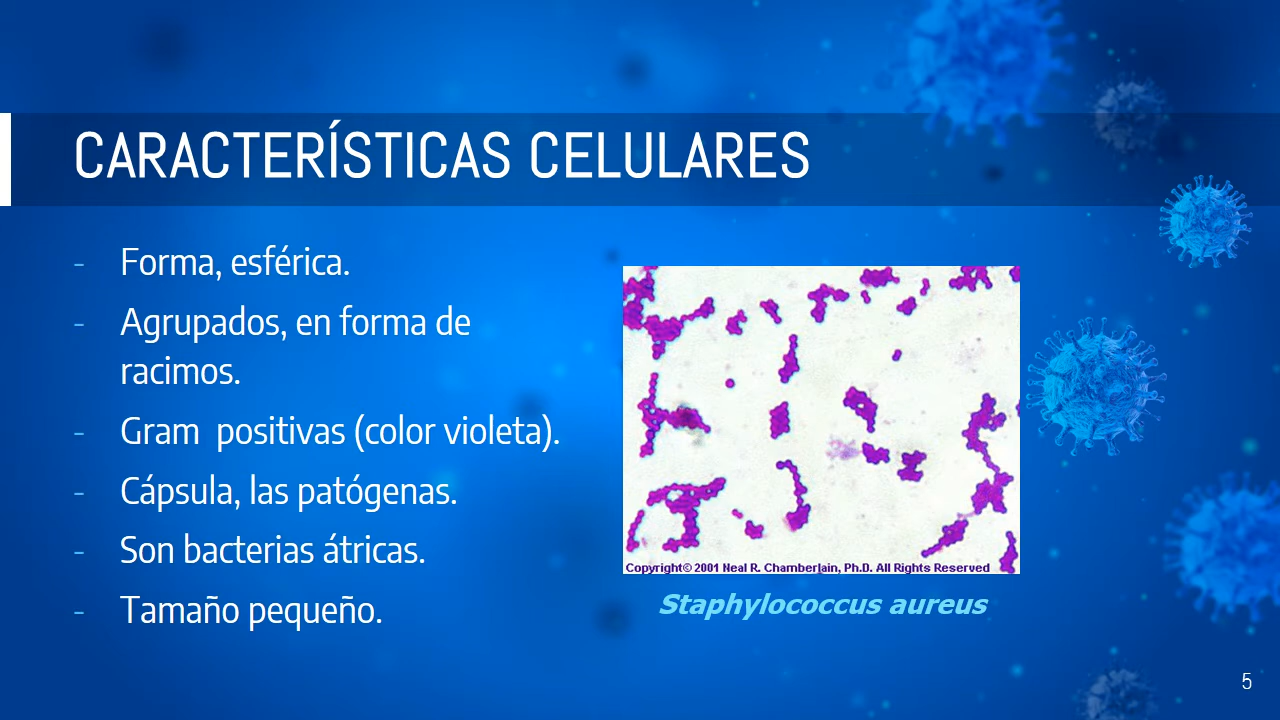 CARACTERÍSTICAS CELULARES
- Forma, esférica.
- Agrupados, en forma de
racimos.
- Gram  positivas (color violeta).
- Cápsula, las patógenas.
- Son bacterias átricas.
- Tamaño pequeño.
Copyright© 2001 Neal R. Chamberlain, Ph.D. All Rights Reserved
Staphylococcus aureus
5